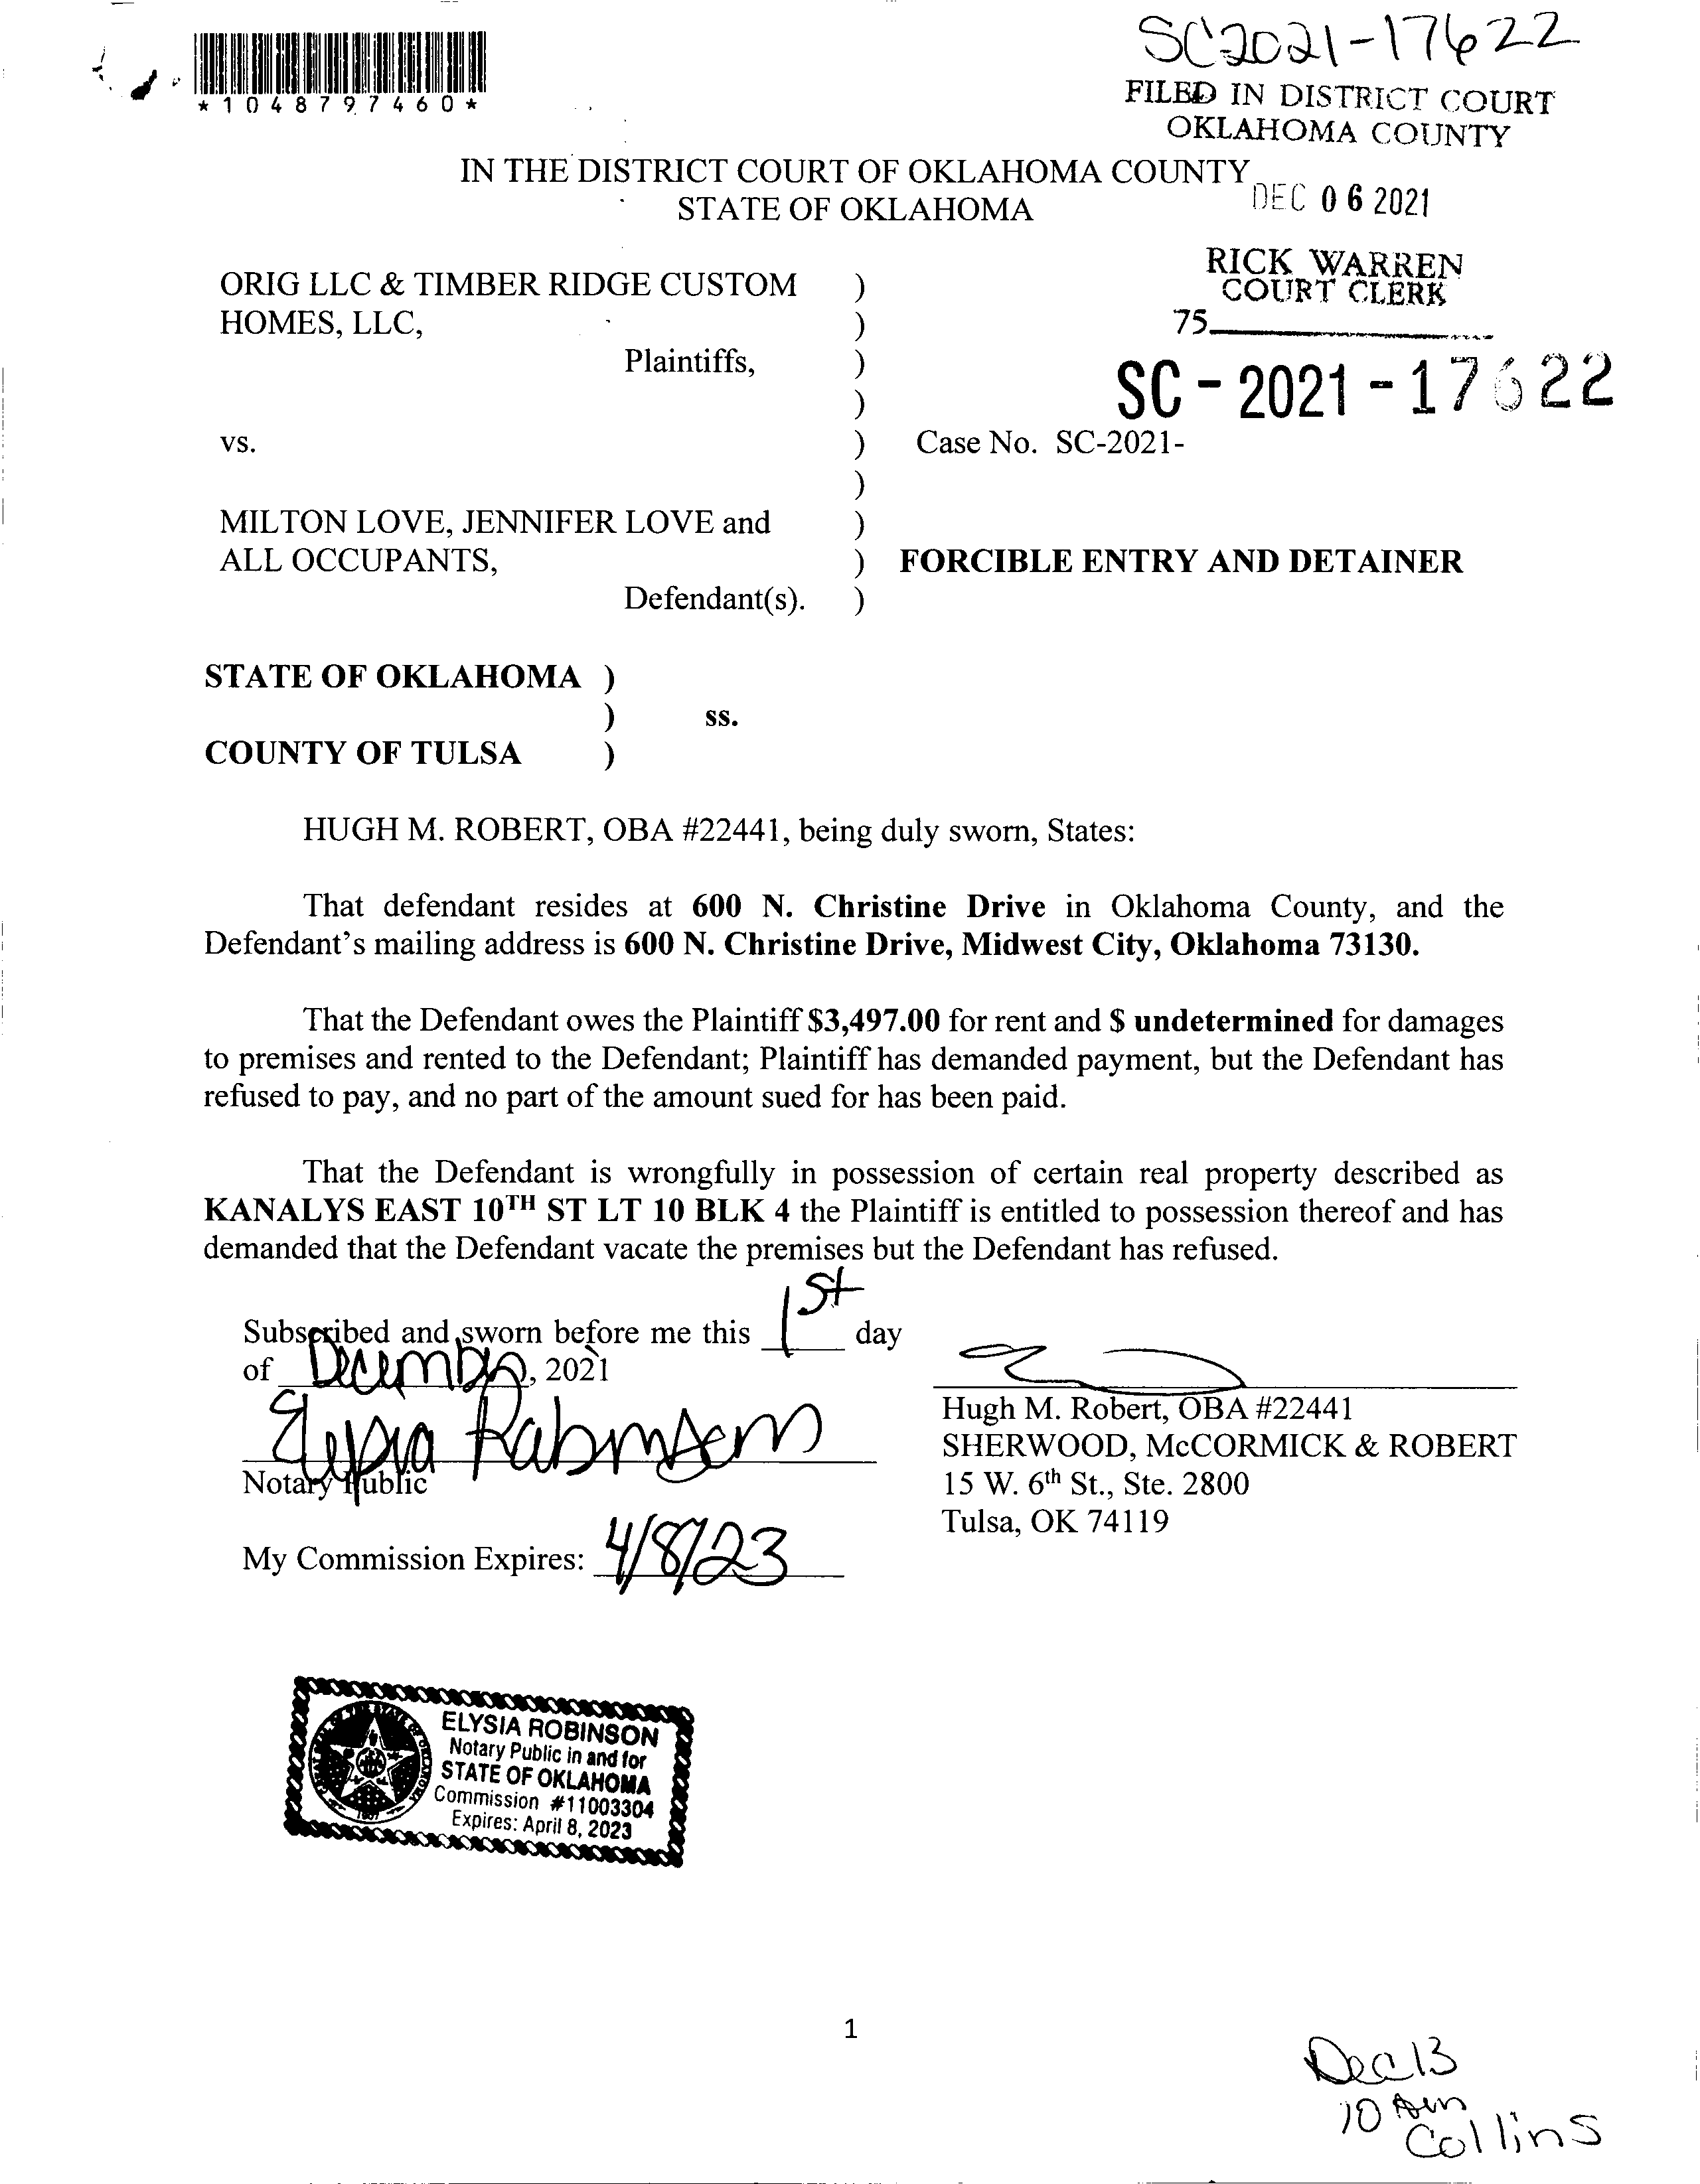 SC2021-17622
*1048797460*
FILED IN DISTRICT COURT
OKLAHOMA COUNTY
IN THE DISTRICT COURT OF OKLAHOMA COUNTY
STATE OF OKLAHOMA
DEC 06 2021
RICK WARREN
COURT CLERK
75
SC-2021-17622
ORIG LLC & TIMBER RIDGE CUSTOM )
HOMES, LLC, )
Plaintiffs, )
)
vs. ) Case No. SC-2021-
)
MILTON LOVE, JENNIFER LOVE and )
ALL OCCUPANTS, ) FORCIBLE ENTRY AND DETAINER
Defendant(s). )
STATE OF OKLAHOMA )
) ss.
COUNTY OF TULSA )
HUGH M. ROBERT, OBA #22441, being duly sworn, States:
That defendant resides at 600 N. Christine Drive in Oklahoma County, and the
Defendant's mailing address is 600 N. Christine Drive, Midwest City, Oklahoma 73130.
That the Defendant owes the Plaintiff $3,497.00 for rent and $ undetermined for damages
to premises and rented to the Defendant; Plaintiff has demanded payment, but the Defendant has
refused to pay, and no part of the amount sued for has been paid.
That the Defendant is wrongfully in possession of certain real property described as
KANALYS EAST 10TH ST LT 10 BLK 4 the Plaintiff is entitled to possession thereof and has
demanded that the Defendant vacate the premises but the Defendant has refused.
Subscribed and sworn before me this 1st day
of December, 2021
Elysia Robinson
Notary Public
My Commission Expires: 4/8/23
Hugh M. Robert, OBA #22441
SHERWOOD, McCORMICK & ROBERT
15 W. 6th St., Ste. 2800
Tulsa, OK 74119
ELYSIA ROBINSON
Notary Public in and for
STATE OF OKLAHOMA
Commission #11003304
Expires: April 8, 2023
1907
1
Dec 13
10 Am
Collins